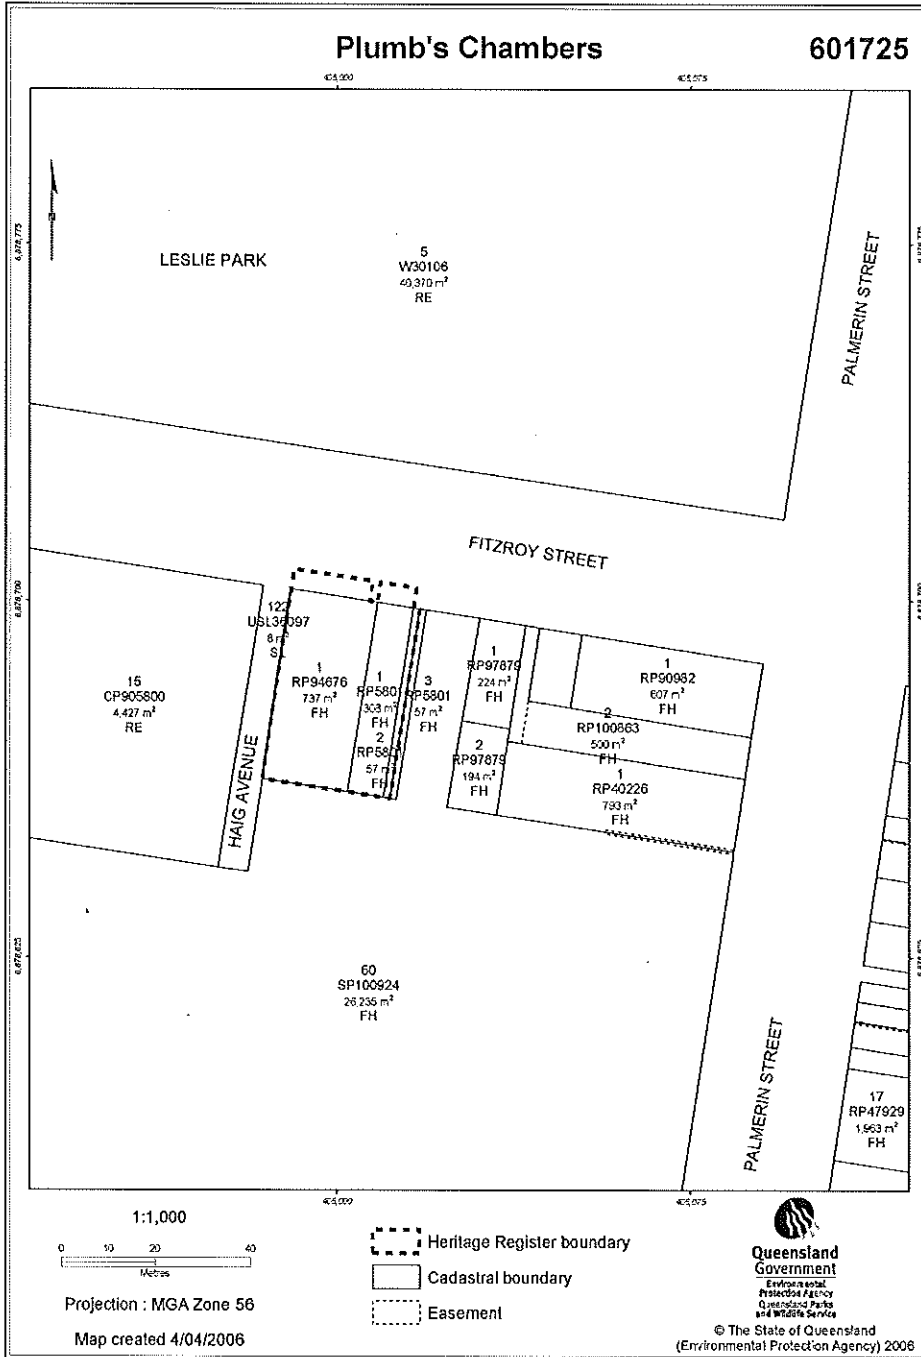 Plumb's Chambers
601725
LESLIE PARK
5
W30106
40,370 m²
RE
PALMERIN STREET
FITZROY STREET
122
8 m²
15
CP905800
4,427 m²
RE
1
RP94676
737 m²
FH
1
303 m²
FH
2
57 m²
FH
3
RP5801
57 m²
FH
1
RP97879
224 m²
FH
2
RP97879
194 m²
FH
1
RP90982
607 m²
FH
2
RP100863
500 m²
FH
1
RP40226
793 m²
FH
HAIG AVENUE
60
SP100924
26,235 m²
FH
PALMERIN STREET
17
RP47929
1,963 m²
FH
1:1,000
0 10 20 40
Metres
Projection : MGA Zone 56
Map created 4/04/2006
Heritage Register boundary
Cadastral boundary
Easement
Queensland
Government
Environmental
Protection Agency
Queensland Parks
and Wildlife Service
© The State of Queensland
(Environmental Protection Agency) 2006